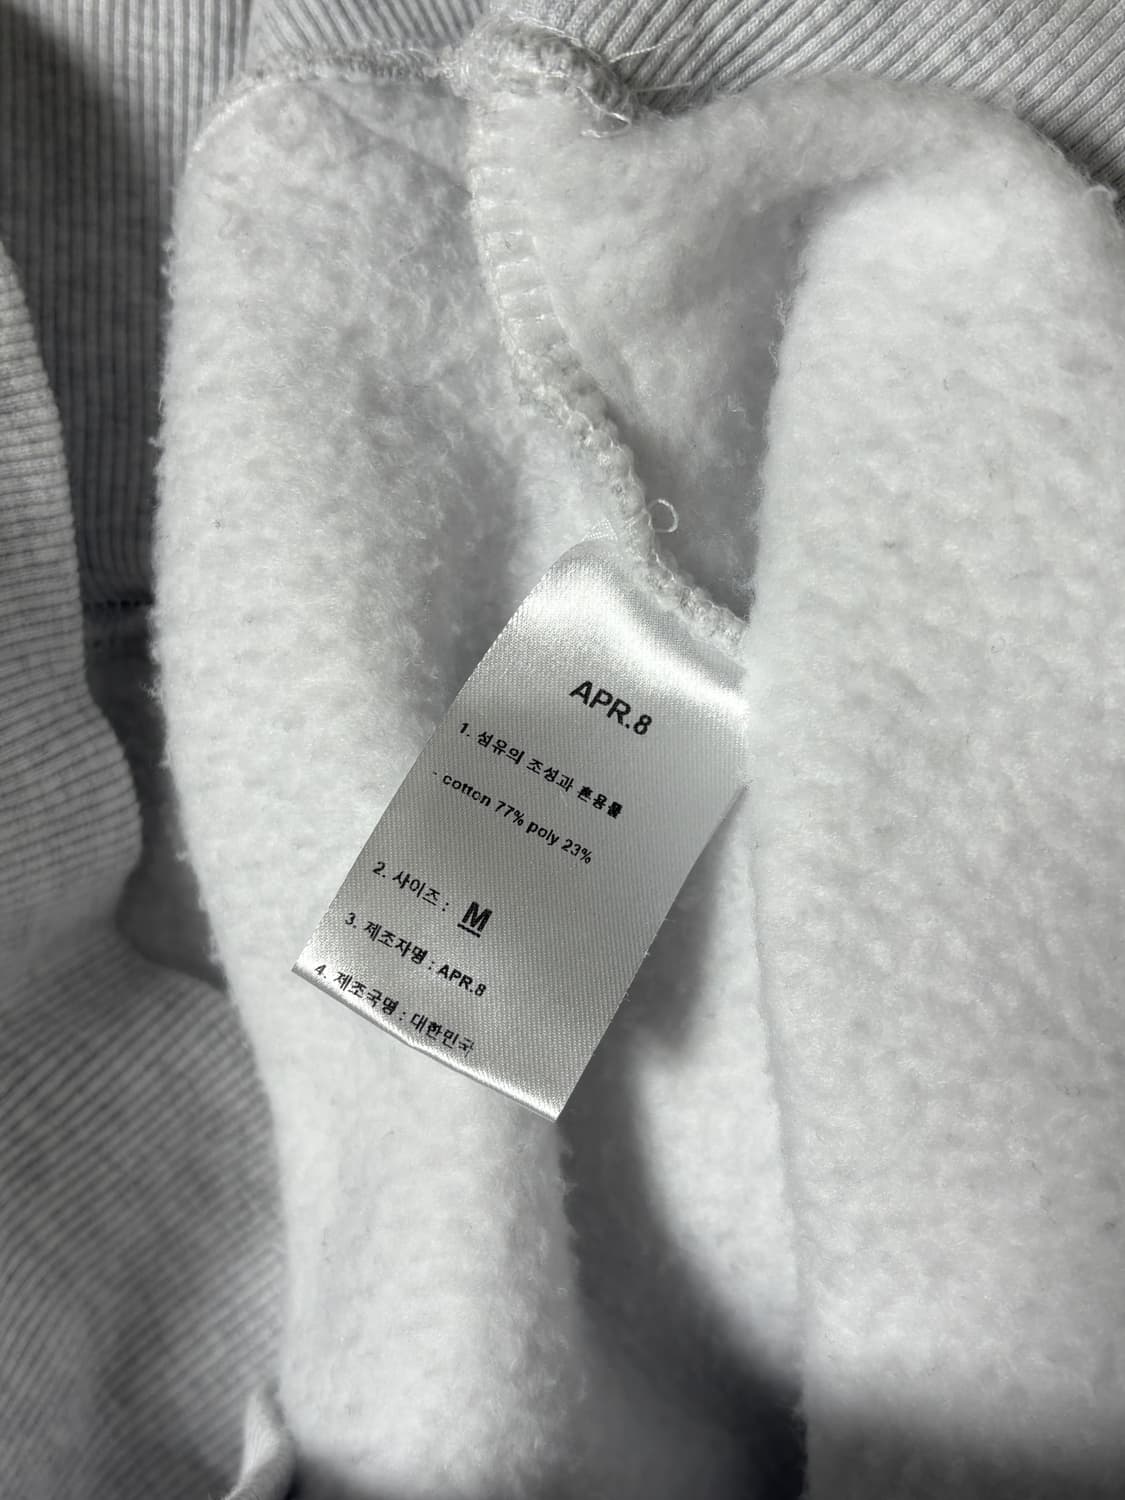 APR.8
1. 섬유의 조성과 혼용률
- cotton 77% poly 23%
2. 사이즈 : M
3. 제조자명 : APR.8
4. 제조국명 : 대한민국